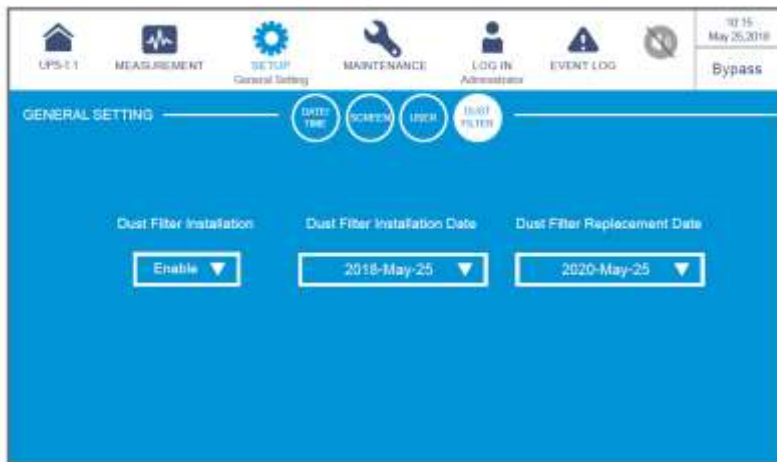 10:15
May 25,2018
UPS-1.1
MEASUREMENT
SETUP
General Setting
MAINTENANCE
LOG IN
Administrator
EVENT LOG
Bypass
GENERAL SETTING
DATE/
TIME
SCREEN
USER
DUST
FILTER
Dust Filter Installation
Dust Filter Installation Date
Dust Filter Replacement Date
Enable
2018-May-25
2020-May-25